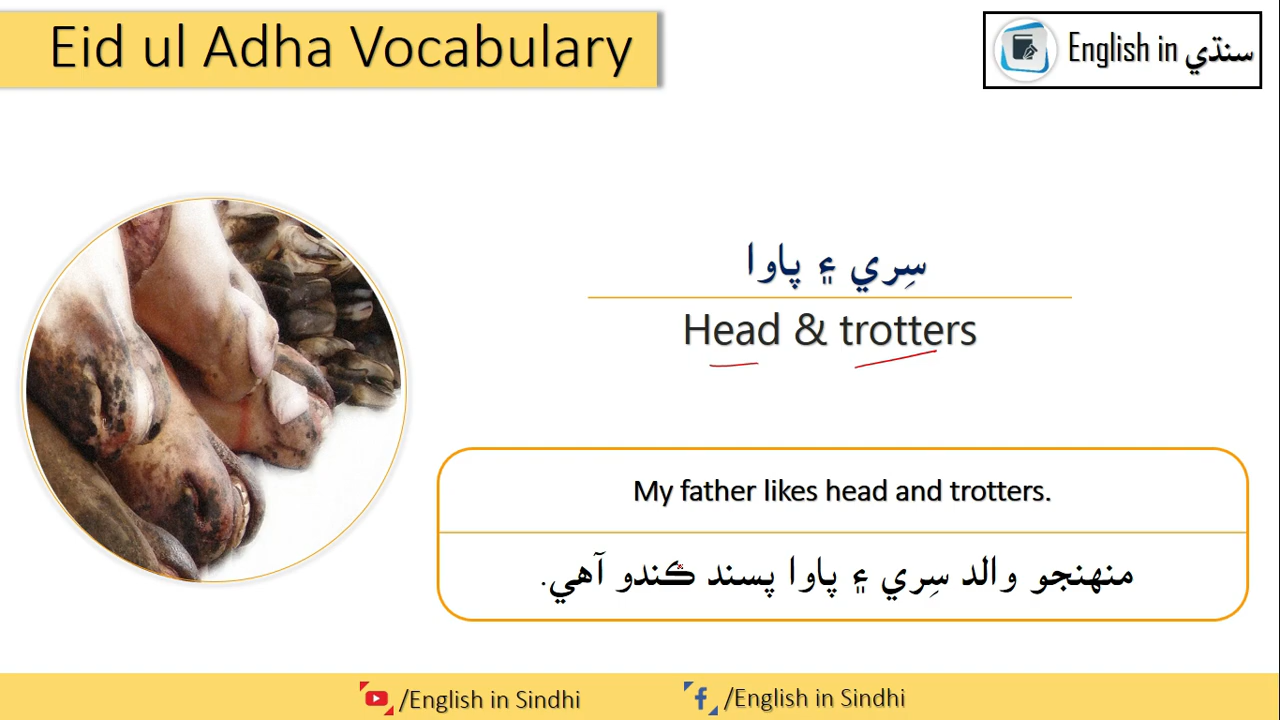 Eid ul Adha Vocabulary
English in سنڌي
سِري ۽ پاوا
Head & trotters
My father likes head and trotters.
منهنجو والد سِري ۽ پاوا پسند ڪندو آهي.
/English in Sindhi
/English in Sindhi